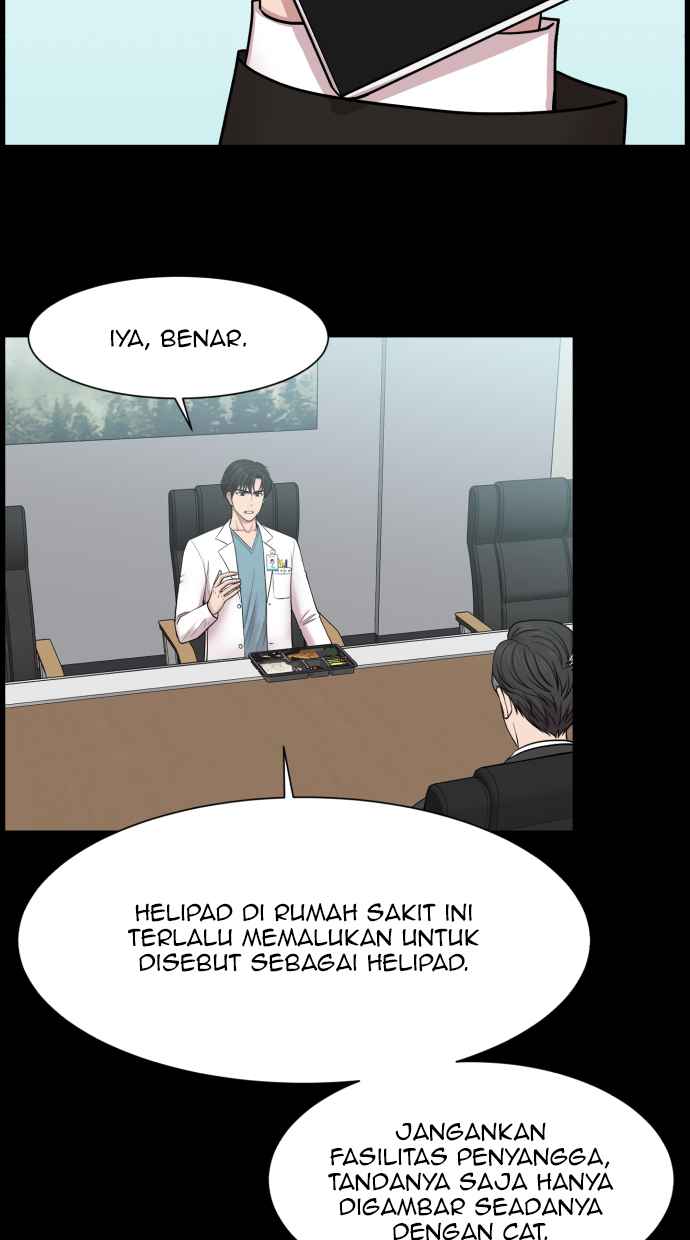 IYA, BENAR.
HELIPAD DI RUMAH SAKIT INI
TERLALU MEMALUKAN UNTUK
DISEBUT SEBAGAI HELIPAD.
JANGANKAN
FASILITAS PENYANGGA,
TANDANYA SAJA HANYA
DIGAMBAR SEADANYA
DENGAN CAT.